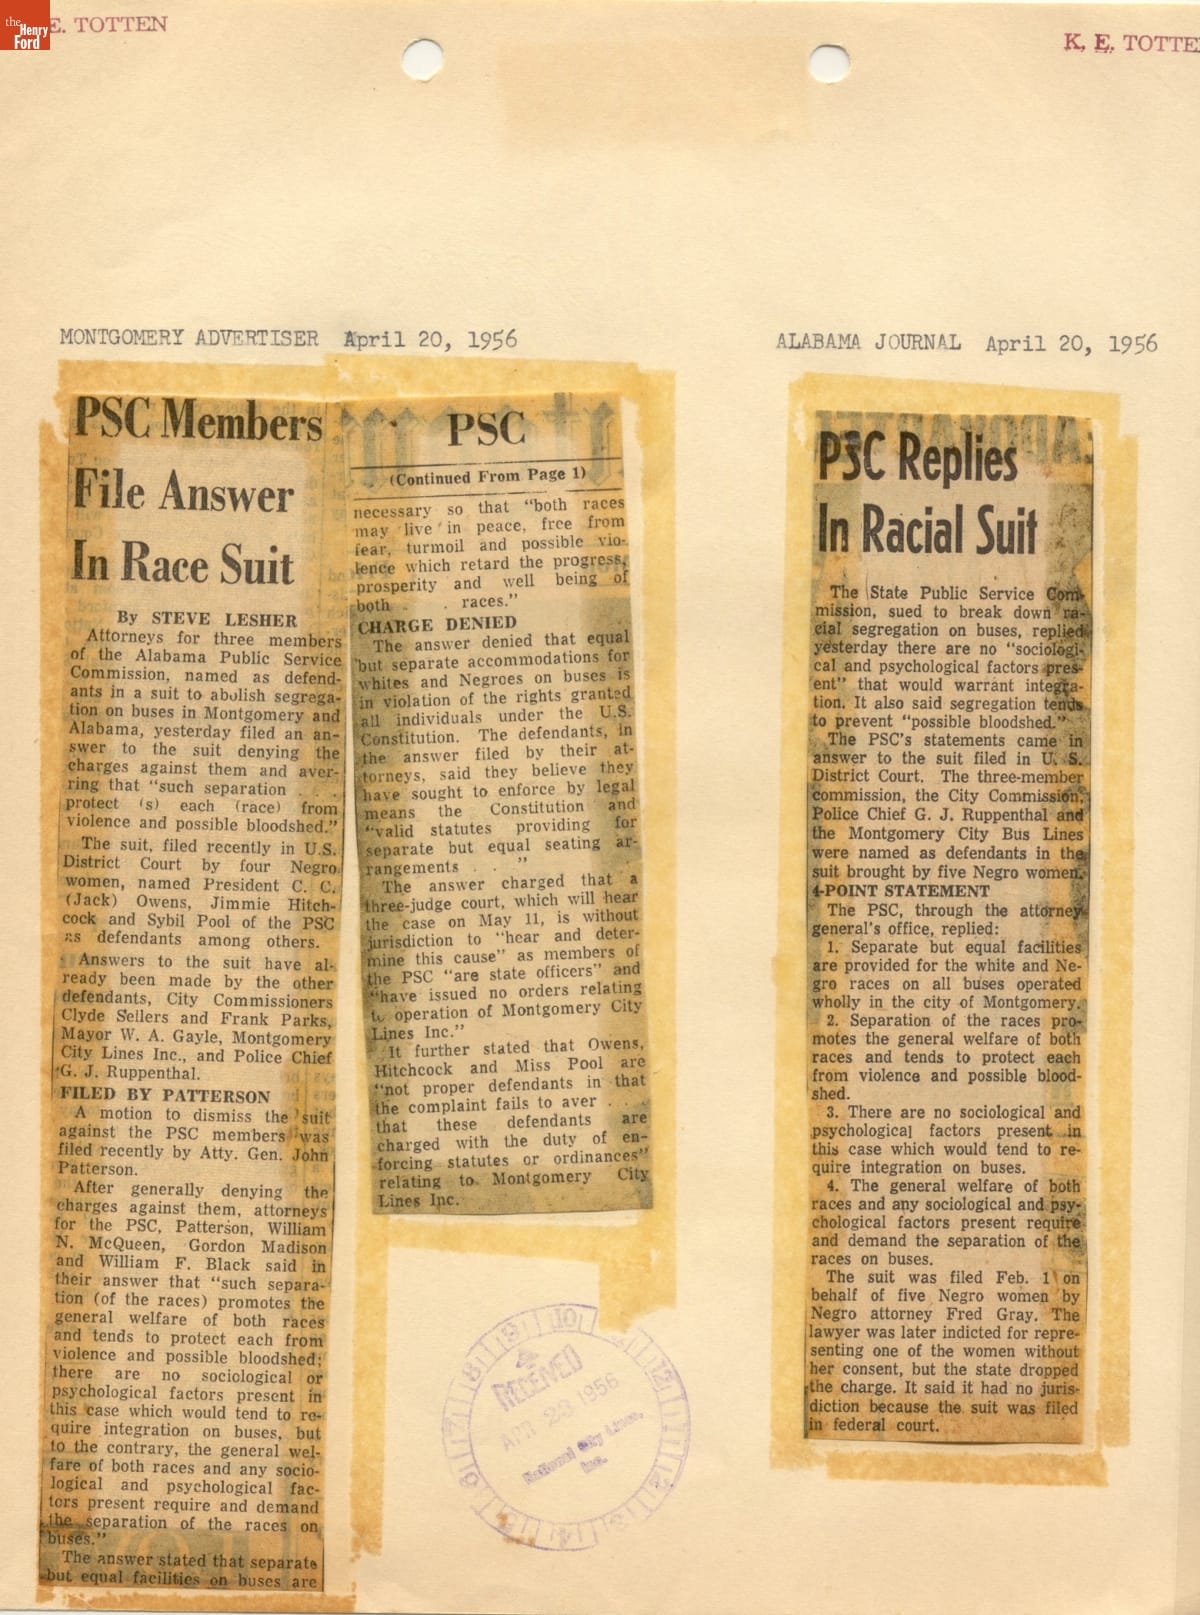 the
Henry
Ford
E. TOTTEN
K. E. TOTTE
MONTGOMERY ADVERTISER April 20, 1956
PSC Members
File Answer
In Race Suit
By STEVE LESHER
Attorneys for three members
of the Alabama Public Service
Commission, named as defend-
ants in a suit to abolish segrega-
tion on buses in Montgomery and
Alabama, yesterday filed an an-
swer to the suit denying the
charges against them and aver-
ring that "such separation . . .
protect (s) each (race) from
violence and possible bloodshed."
The suit, filed recently in U.S.
District Court by four Negro
women, named President C. C.
(Jack) Owens, Jimmie Hitch-
cock and Sybil Pool of the PSC
as defendants among others.
Answers to the suit have al-
ready been made by the other
defendants, City Commissioners
Clyde Sellers and Frank Parks,
Mayor W. A. Gayle, Montgomery
City Lines Inc., and Police Chief
G. J. Ruppenthal.
FILED BY PATTERSON
A motion to dismiss the suit
against the PSC members was
filed recently by Atty. Gen. John
Patterson.
After generally denying the
charges against them, attorneys
for the PSC, Patterson, William
N. McQueen, Gordon Madison
and William F. Black said in
their answer that "such separa-
tion (of the races) promotes the
general welfare of both races
and tends to protect each from
violence and possible bloodshed;
there are no sociological or
psychological factors present in
this case which would tend to re-
quire integration on buses, but
to the contrary, the general wel-
fare of both races and any socio-
logical and psychological fac-
tors present require and demand
the separation of the races on
buses."
The answer stated that separate
but equal facilities on buses are
PSC
(Continued From Page 1)
necessary so that "both races
may live in peace, free from
fear, turmoil and possible vio-
lence which retard the progress,
prosperity and well being of
both . . races."
CHARGE DENIED
The answer denied that equal
but separate accommodations for
whites and Negroes on buses is
in violation of the rights granted
all individuals under the U.S.
Constitution. The defendants, in
the answer filed by their at-
torneys, said they believe they
have sought to enforce by legal
means the Constitution and
"valid statutes providing for
separate but equal seating ar-
rangements . . "
The answer charged that a
three-judge court, which will hear
the case on May 11, is without
jurisdiction to "hear and deter-
mine this cause" as members of
the PSC "are state officers" and
"have issued no orders relating
to operation of Montgomery City
Lines Inc."
It further stated that Owens,
Hitchcock and Miss Pool are
"not proper defendants in that
the complaint fails to aver . . .
that these defendants are
charged with the duty of en-
forcing statutes or ordinances"
relating to Montgomery City
Lines Inc.
RECEIVED
APR 23 1956
National City Lines,
Inc.
ALABAMA JOURNAL April 20, 1956
PSC Replies
In Racial Suit
The State Public Service Com-
mission, sued to break down ra-
cial segregation on buses, replied
yesterday there are no "sociologi-
cal and psychological factors pres-
ent" that would warrant integra-
tion. It also said segregation tends
to prevent "possible bloodshed."
The PSC's statements came in
answer to the suit filed in U. S.
District Court. The three-member
commission, the City Commission,
Police Chief G. J. Ruppenthal and
the Montgomery City Bus Lines
were named as defendants in the
suit brought by five Negro women.
4-POINT STATEMENT
The PSC, through the attorney
general's office, replied:
1. Separate but equal facilities
are provided for the white and Ne-
gro races on all buses operated
wholly in the city of Montgomery.
2. Separation of the races pro-
motes the general welfare of both
races and tends to protect each
from violence and possible blood-
shed.
3. There are no sociological and
psychological factors present in
this case which would tend to re-
quire integration on buses.
4. The general welfare of both
races and any sociological and psy-
chological factors present require
and demand the separation of the
races on buses.
The suit was filed Feb. 1 on
behalf of five Negro women by
Negro attorney Fred Gray. The
lawyer was later indicted for repre-
senting one of the women without
her consent, but the state dropped
the charge. It said it had no juris-
diction because the suit was filed
in federal court.